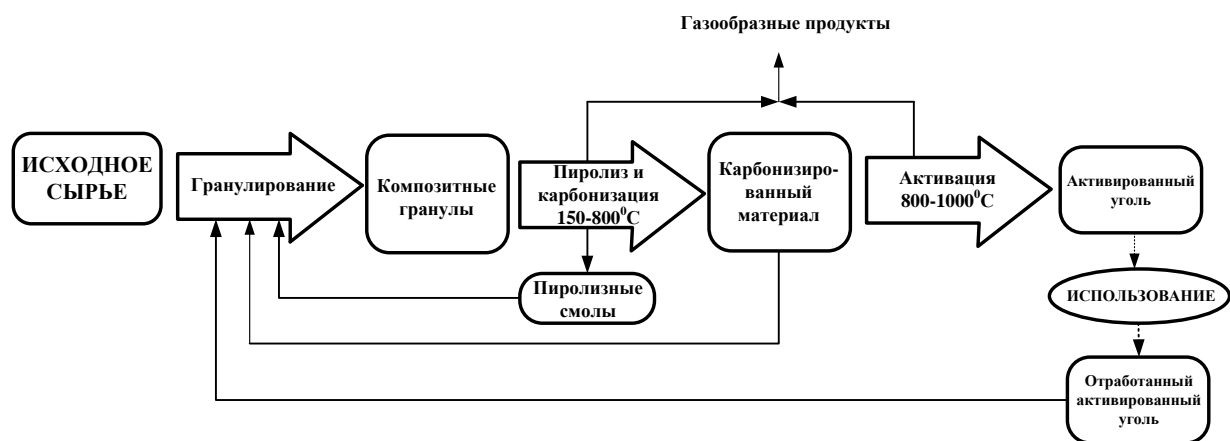 Газообразные продукты
ИСХОДНОЕ
СЫРЬЕ
Гранулирование
Композитные
гранулы
Пиролиз и
карбонизация
150-800⁰С
Карбонизиро-
ванный
материал
Активация
800-1000⁰С
Активированный
уголь
Пиролизные
смолы
ИСПОЛЬЗОВАНИЕ
Отработанный
активированный
уголь